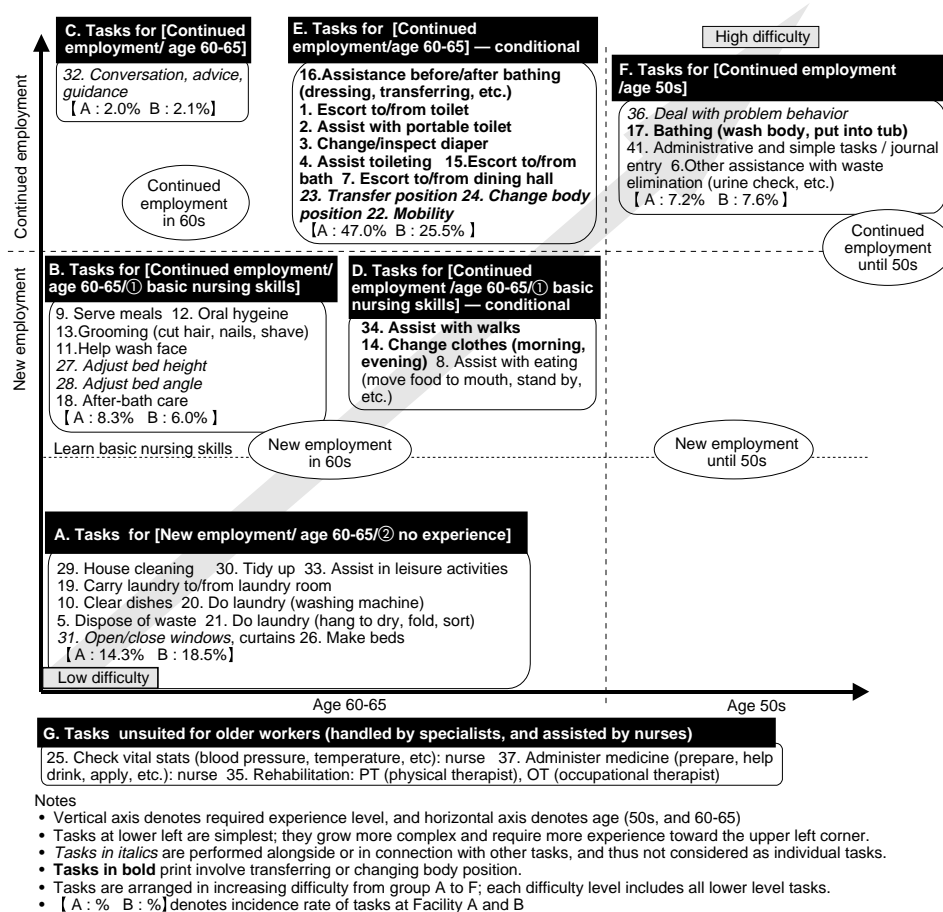 C. Tasks for [Continued
employment/ age 60-65]
32. Conversation, advice,
guidance
【 A : 2.0%  B : 2.1%】
E. Tasks for  [Continued
employment/age 60-65] — conditional
16.Assistance before/after bathing
(dressing, transferring, etc.)
1. Escort to/from toilet
2. Assist with portable toilet
3. Change/inspect diaper
4. Assist toileting   15.Escort to/from
bath  7. Escort to/from dining hall
23. Transfer position 24. Change body
position 22. Mobility
【A : 47.0%  B : 25.5% 】
High difficulty
F. Tasks for [Continued employment
/age 50s]
36. Deal with problem behavior
17. Bathing (wash body, put into tub)
41. Administrative and simple tasks / journal
entry  6.Other assistance with waste
elimination (urine check, etc.)
【 A : 7.2%  B : 7.6%】
Continued employment
Continued
employment
in 60s
Continued
employment
until 50s
New employment
B. Tasks for [Continued employment/
age 60-65/① basic nursing skills]
9. Serve meals  12. Oral hygeine
13.Grooming (cut hair, nails, shave)
11.Help wash face
27. Adjust bed height
28. Adjust bed angle
18. After-bath care
【 A : 8.3%  B : 6.0% 】
D. Tasks for [Continued
employment /age 60-65/① basic
nursing skills] — conditional
34. Assist with walks
14. Change clothes (morning,
evening)  8. Assist with eating
(move food to mouth, stand by,
etc.)
Learn basic nursing skills
New employment
in 60s
New employment
until 50s
A. Tasks  for [New employment/ age 60-65/② no experience]
29. House cleaning    30. Tidy up  33. Assist in leisure activities
19. Carry laundry to/from laundry room
10. Clear dishes  20. Do laundry (washing machine)
5. Dispose of waste  21. Do laundry (hang to dry, fold, sort)
31. Open/close windows, curtains 26. Make beds
【 A : 14.3%  B : 18.5%】
Low difficulty
Age 60-65
Age 50s
G. Tasks  unsuited for older workers (handled by specialists, and assisted by nurses)
25. Check vital stats (blood pressure, temperature, etc): nurse   37. Administer medicine (prepare, help
drink, apply, etc.): nurse  35. Rehabilitation: PT (physical therapist), OT (occupational therapist)
Notes
• Vertical axis denotes required experience level, and horizontal axis denotes age (50s, and 60-65)
• Tasks at lower left are simplest; they grow more complex and require more experience toward the upper left corner.
• Tasks in italics are performed alongside or in connection with other tasks, and thus not considered as individual tasks.
• Tasks in bold print involve transferring or changing body position.
• Tasks are arranged in increasing difficulty from group A to F; each difficulty level includes all lower level tasks.
• 【 A : %  B : %】denotes incidence rate of tasks at Facility A and B